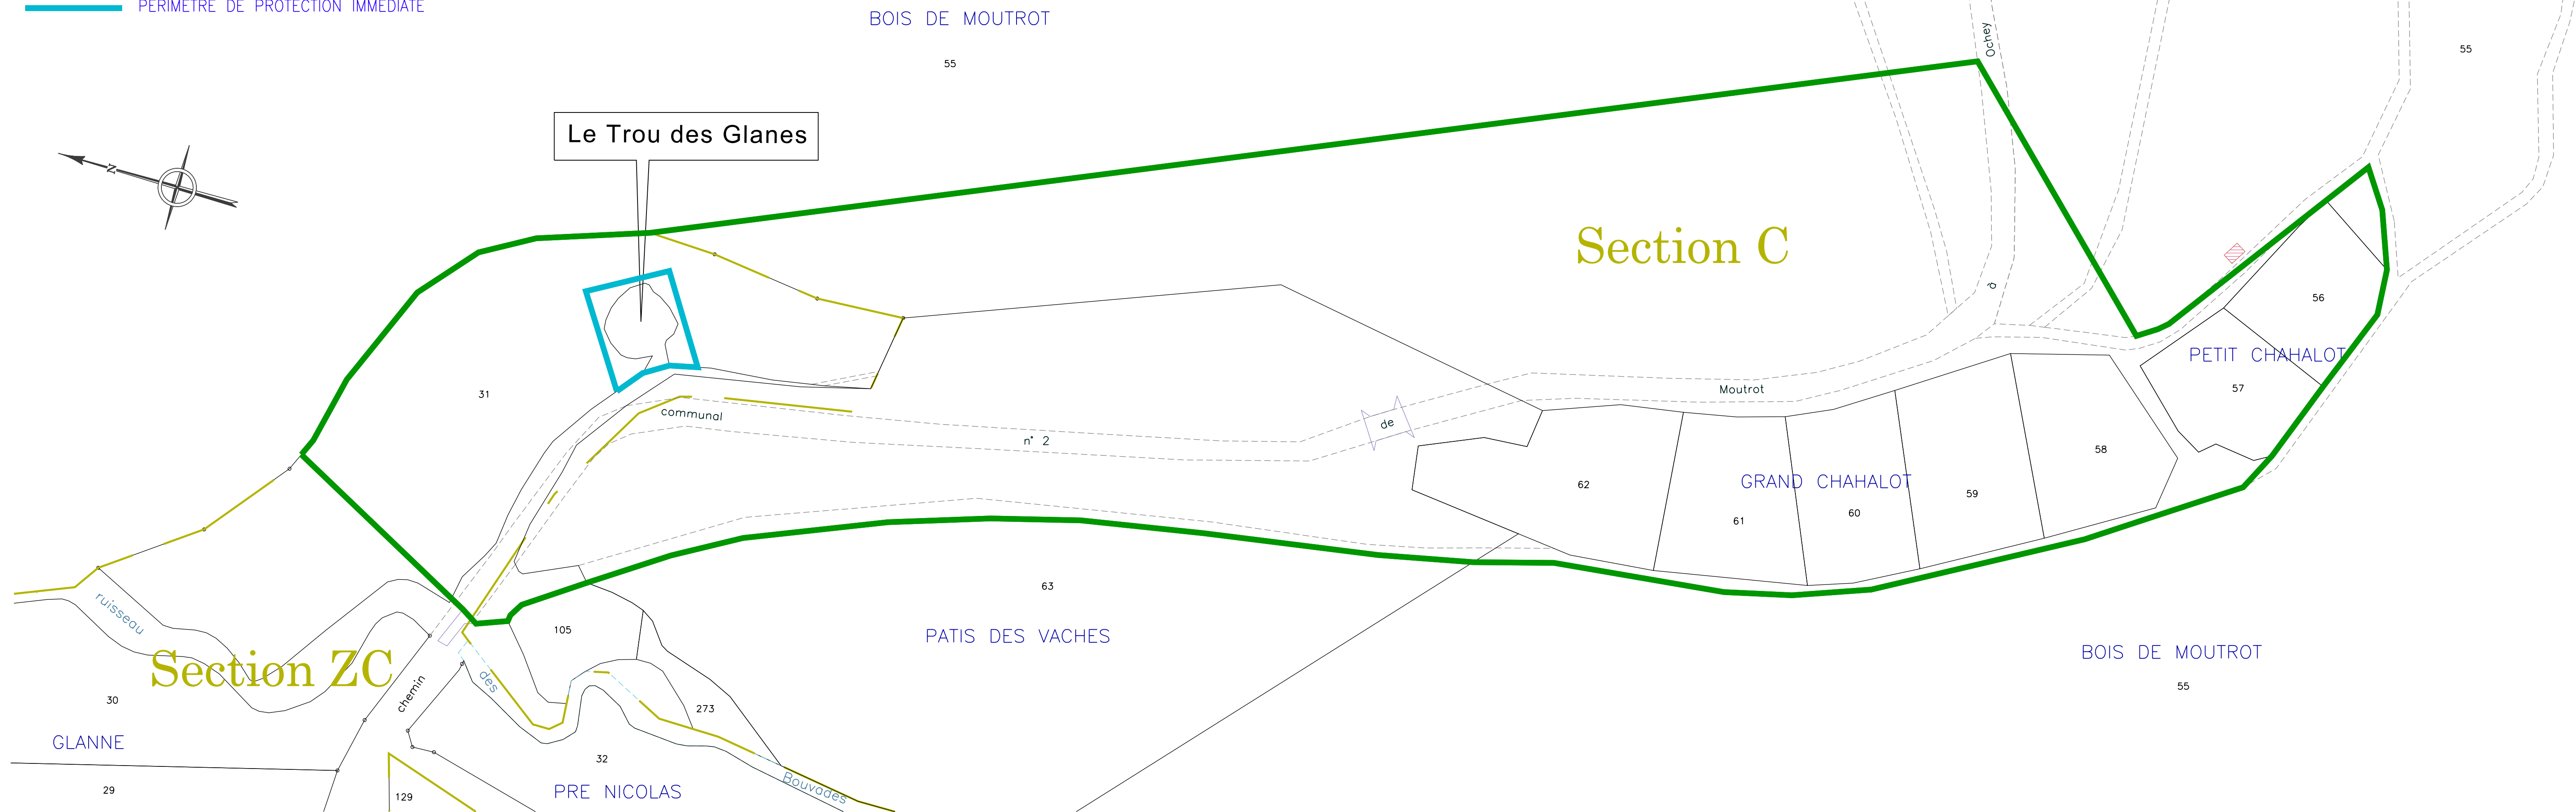 PERIMETRE DE PROTECTION IMMEDIATE
BOIS DE MOUTROT
55
Ochey
55
Le Trou des Glanes
N
Section C
à
56
PETIT CHAHALOT
57
31
communal
n° 2
de
Moutrot
58
62
GRAND CHAHALOT
59
61
60
63
PATIS DES VACHES
105
ruisseau
Section ZC
des
chemin
30
273
BOIS DE MOUTROT
55
GLANNE
32
29
129
PRE NICOLAS
Bouvades